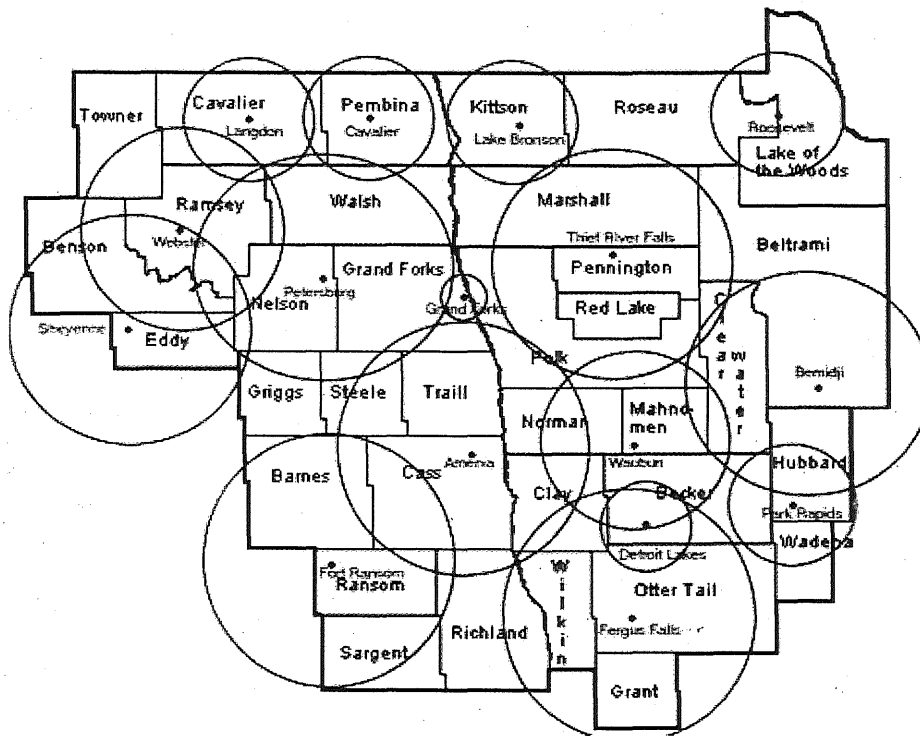 Towner
Cavalier
Langdon
Pembina
Cavalier
Kittson
Lake Bronson
Roseau
Roosevelt
Lake of
the Woods
Ramsey
Webster
Walsh
Marshall
Thief River Falls
Beltrami
Benson
Grand Forks
Petersburg
Nelson
Pennington
Red Lake
Grand Forks
Clear
water
Sheyenne
Eddy
Polk
Bemidji
Griggs
Steele
Traill
Norman
Mahno-
men
Waubun
Hubbard
Barnes
Cass
Amenia
Clay
Becker
Park Rapids
Detroit Lakes
Wadena
Fort Ransom
Ransom
Wilkin
Otter Tail
Fergus Falls
Richland
Sargent
Grant